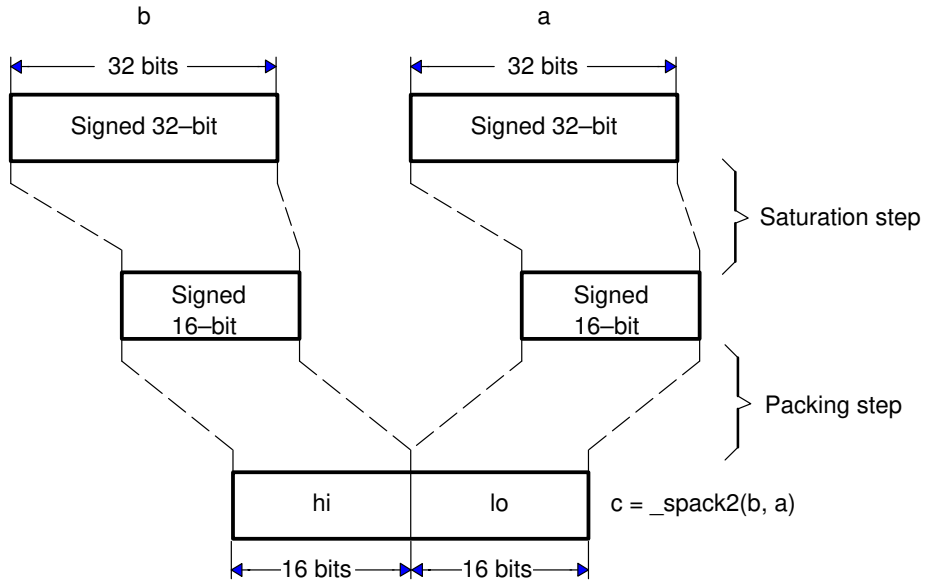 b
a
32 bits
32 bits
Signed 32–bit
Signed 32–bit
Saturation step
Signed
16–bit
Signed
16–bit
Packing step
hi
lo
c = _spack2(b, a)
16 bits
16 bits